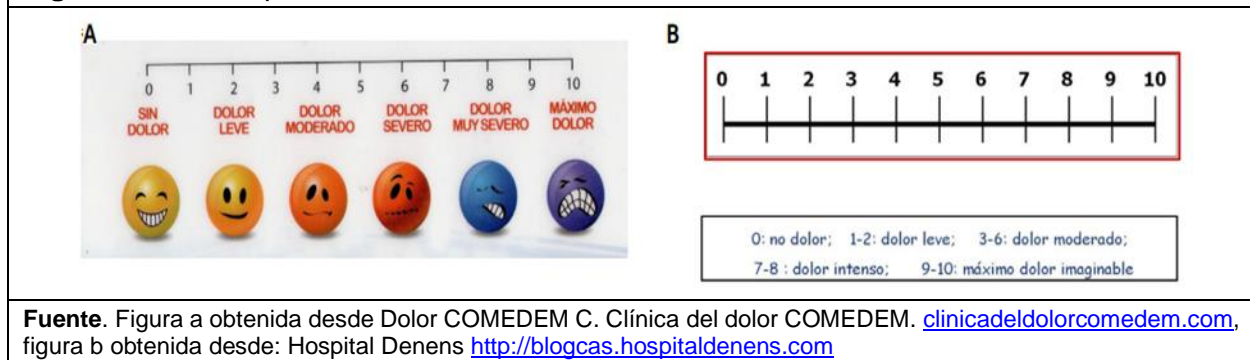 A
0 1 2 3 4 5 6 7 8 9 10
SIN DOLOR
DOLOR LEVE
DOLOR MODERADO
DOLOR SEVERO
DOLOR MUY SEVERO
MÁXIMO DOLOR
B
0 1 2 3 4 5 6 7 8 9 10
0: no dolor; 1-2: dolor leve; 3-6: dolor moderado;
7-8 : dolor intenso; 9-10: máximo dolor imaginable
Fuente. Figura a obtenida desde Dolor COMEDEM C. Clínica del dolor COMEDEM. clinicadeldolorcomedem.com,
figura b obtenida desde: Hospital Denens http://blogcas.hospitaldenens.com